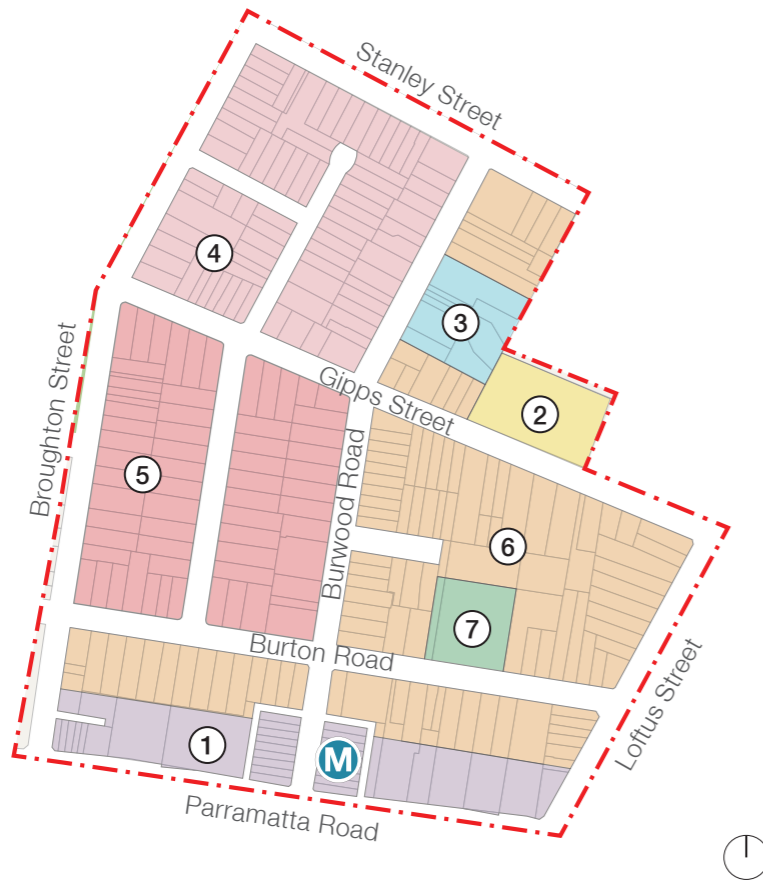 Stanley Street
4
3
2
Gipps Street
Broughton Street
5
Burwood Road
6
7
Burton Road
Loftus Street
1
M
Parramatta Road